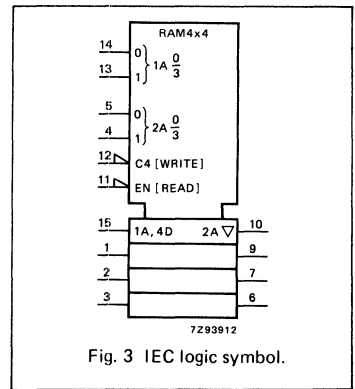 RAM4x4
14 0
13 1 } 1A 0/3
5 0
4 1 } 2A 0/3
12 C4 [WRITE]
11 EN [READ]
15 1A, 4D 2A ▽ 10
1 9
2 7
3 6
7Z93912
Fig. 3 IEC logic symbol.